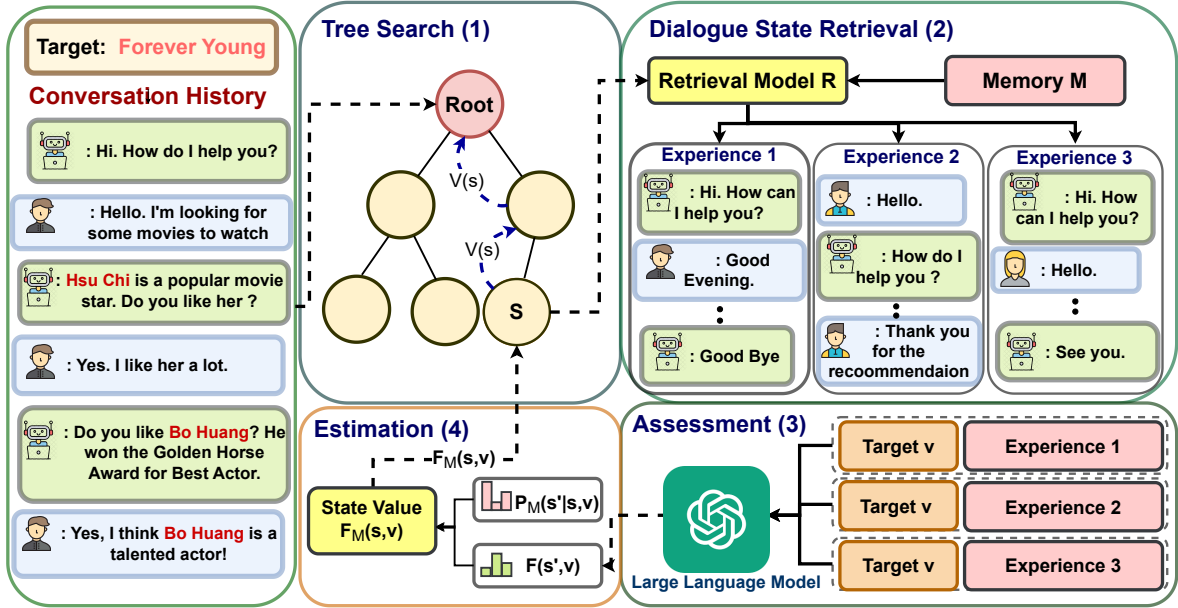 Target: Forever Young
Conversation History
: Hi. How do I help you?
: Hello. I'm looking for
some movies to watch
: Hsu Chi is a popular movie
star. Do you like her ?
: Yes. I like her a lot.
: Do you like Bo Huang? He
won the Golden Horse
Award for Best Actor.
: Yes, I think Bo Huang is a
talented actor!
Tree Search (1)
Root
V(s)
V(s)
S
Dialogue State Retrieval (2)
Retrieval Model R
Memory M
Experience 1
: Hi. How can
I help you?
: Good
Evening.
: Good Bye
Experience 2
: Hello.
: How do I
help you ?
: Thank you
for the
recoommendaion
Experience 3
: Hi. How
can I help you?
: Hello.
: See you.
Assessment (3)
Target v
Experience 1
Target v
Experience 2
Target v
Experience 3
Large Language Model
Estimation (4)
F_M(s,v)
State Value
F_M(s,v)
P_M(s'|s,v)
F(s',v)